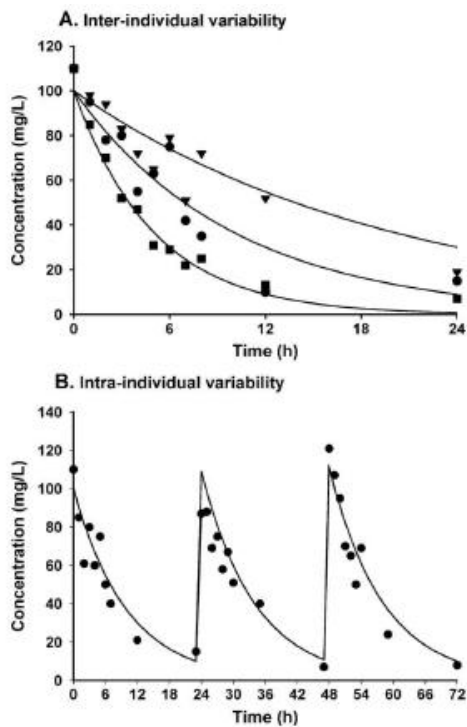 A. Inter-individual variability
120
100
80
60
40
20
0
Concentration (mg/L)
0 6 12 18 24
Time (h)
B. Intra-individual variability
140
120
100
80
60
40
20
0
Concentration (mg/L)
0 6 12 18 24 30 36 42 48 54 60 66 72
Time (h)